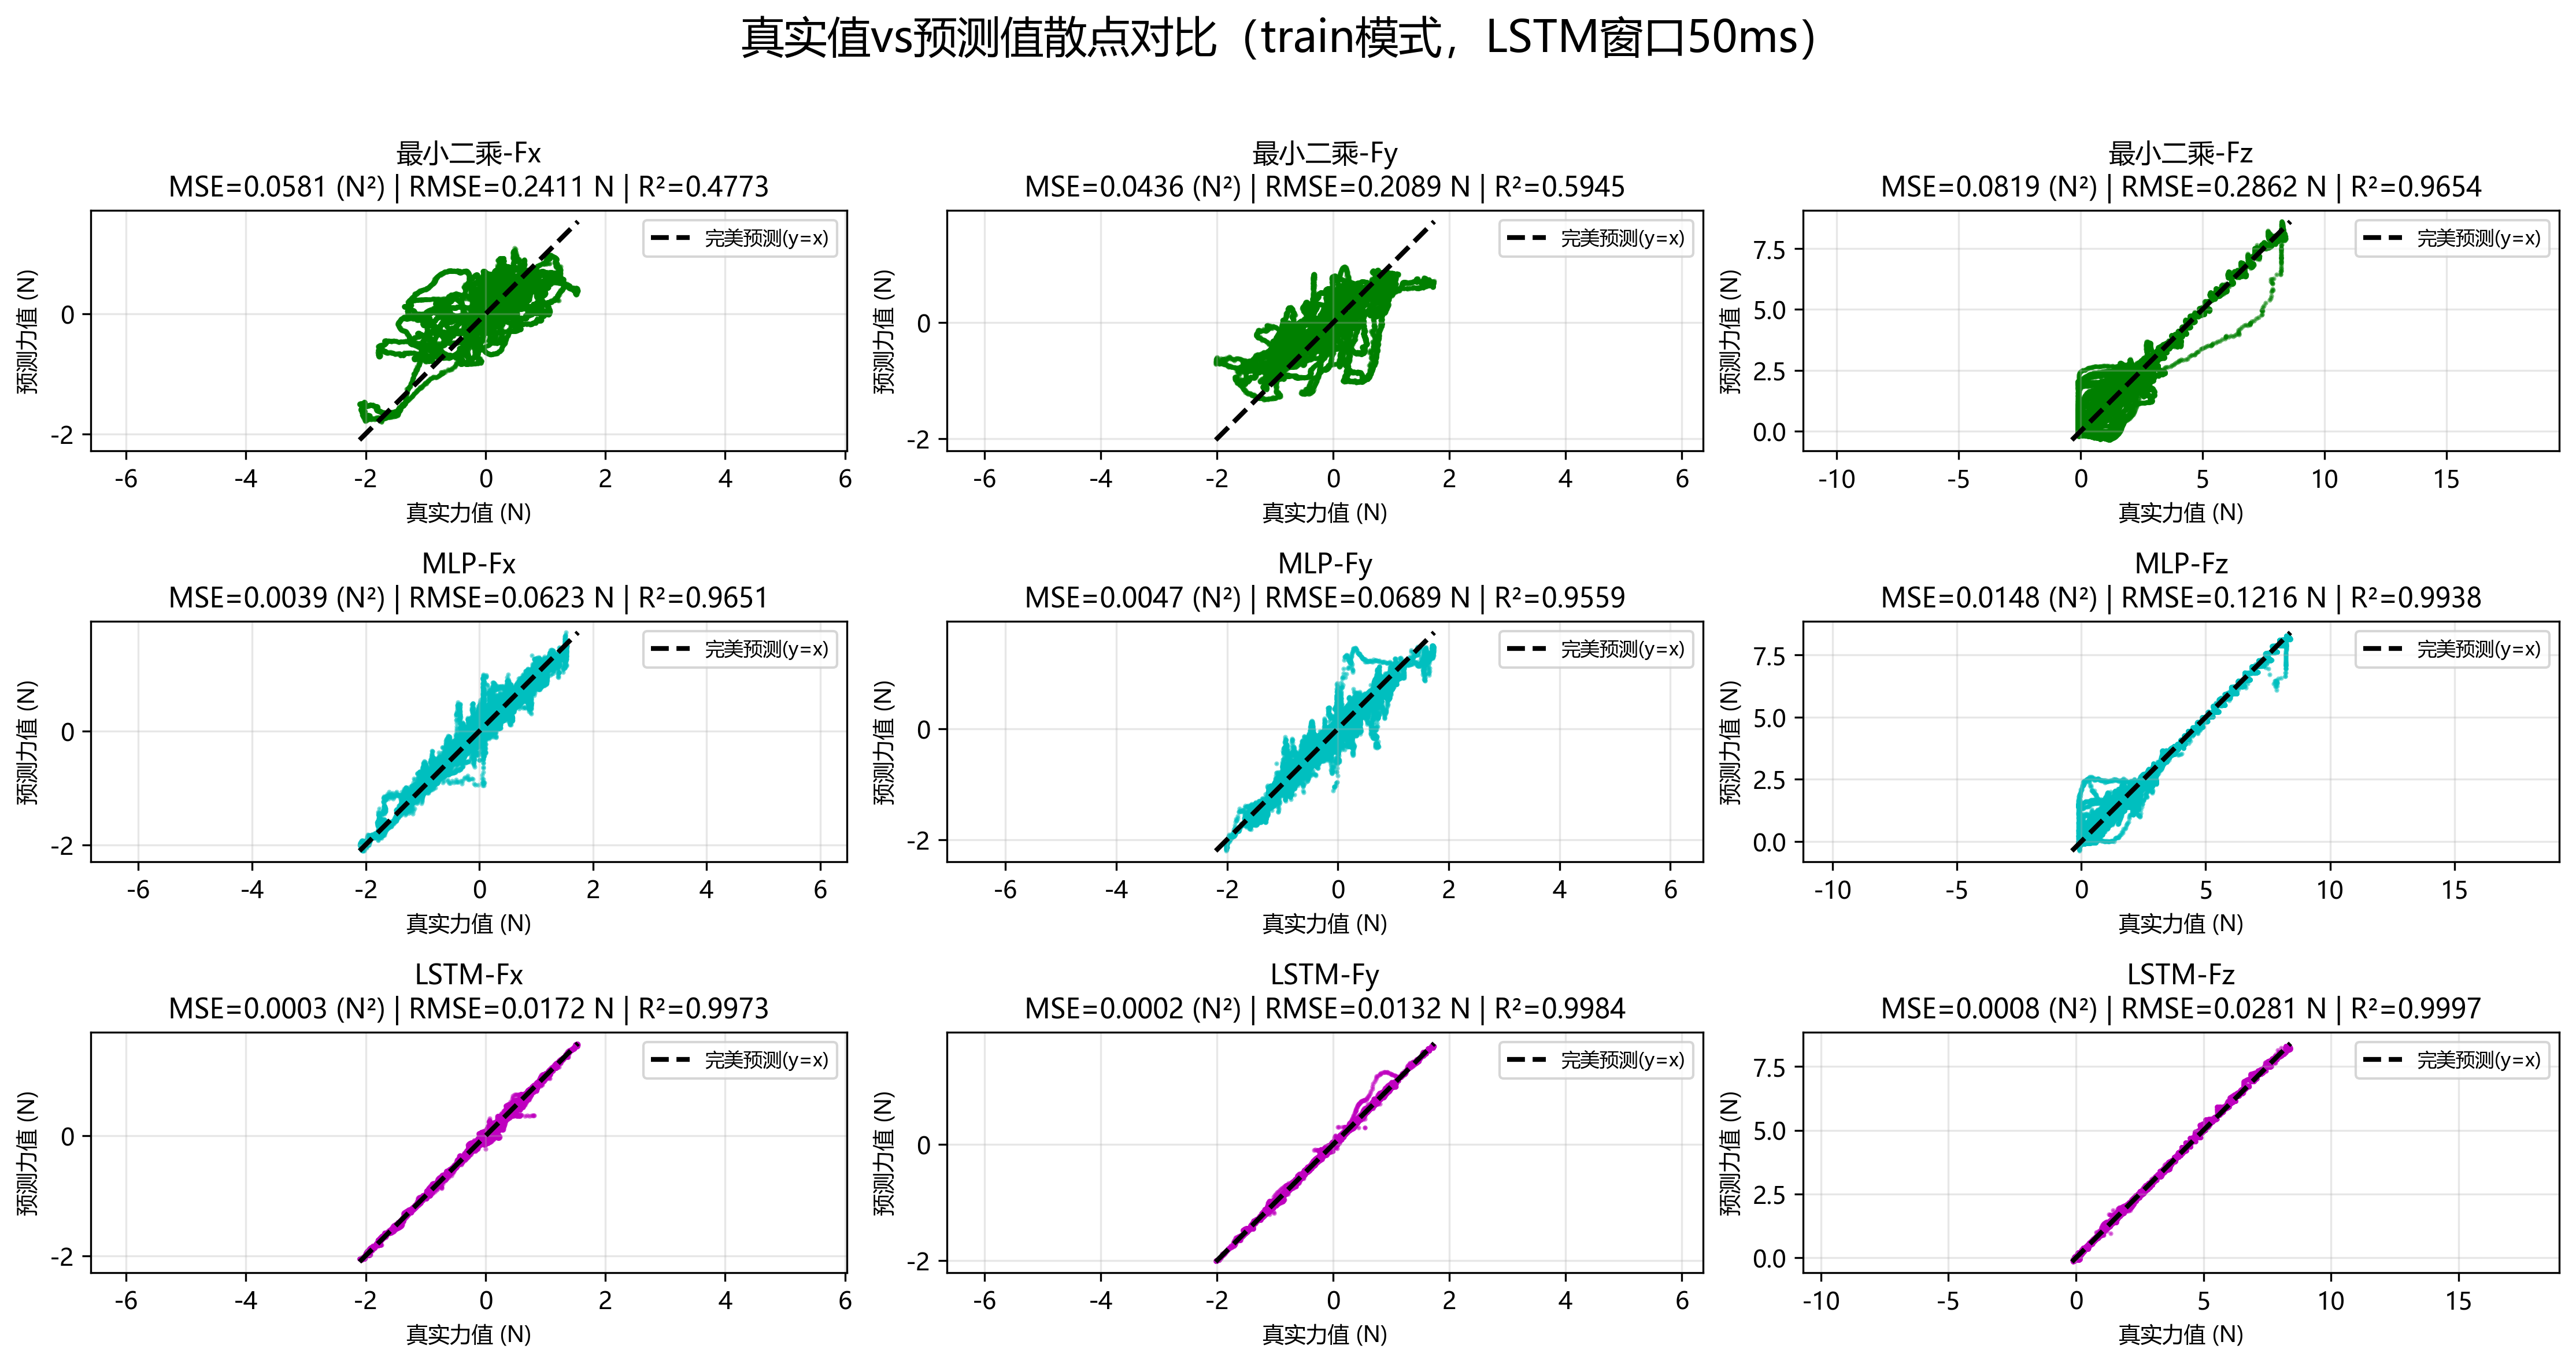 真实值vs预测值散点对比（train模式，LSTM窗口50ms）
最小二乘-Fx
MSE=0.0581 (N²) | RMSE=0.2411 N | R²=0.4773
完美预测(y=x)
预测力值 (N)
0
-2
-6 -4 -2 0 2 4 6
真实力值 (N)
最小二乘-Fy
MSE=0.0436 (N²) | RMSE=0.2089 N | R²=0.5945
完美预测(y=x)
预测力值 (N)
0
-2
-6 -4 -2 0 2 4 6
真实力值 (N)
最小二乘-Fz
MSE=0.0819 (N²) | RMSE=0.2862 N | R²=0.9654
完美预测(y=x)
预测力值 (N)
7.5
5.0
2.5
0.0
-10 -5 0 5 10 15
真实力值 (N)
MLP-Fx
MSE=0.0039 (N²) | RMSE=0.0623 N | R²=0.9651
完美预测(y=x)
预测力值 (N)
0
-2
-6 -4 -2 0 2 4 6
真实力值 (N)
MLP-Fy
MSE=0.0047 (N²) | RMSE=0.0689 N | R²=0.9559
完美预测(y=x)
预测力值 (N)
0
-2
-6 -4 -2 0 2 4 6
真实力值 (N)
MLP-Fz
MSE=0.0148 (N²) | RMSE=0.1216 N | R²=0.9938
完美预测(y=x)
预测力值 (N)
7.5
5.0
2.5
0.0
-10 -5 0 5 10 15
真实力值 (N)
LSTM-Fx
MSE=0.0003 (N²) | RMSE=0.0172 N | R²=0.9973
完美预测(y=x)
预测力值 (N)
0
-2
-6 -4 -2 0 2 4 6
真实力值 (N)
LSTM-Fy
MSE=0.0002 (N²) | RMSE=0.0132 N | R²=0.9984
完美预测(y=x)
预测力值 (N)
0
-2
-6 -4 -2 0 2 4 6
真实力值 (N)
LSTM-Fz
MSE=0.0008 (N²) | RMSE=0.0281 N | R²=0.9997
完美预测(y=x)
预测力值 (N)
7.5
5.0
2.5
0.0
-10 -5 0 5 10 15
真实力值 (N)